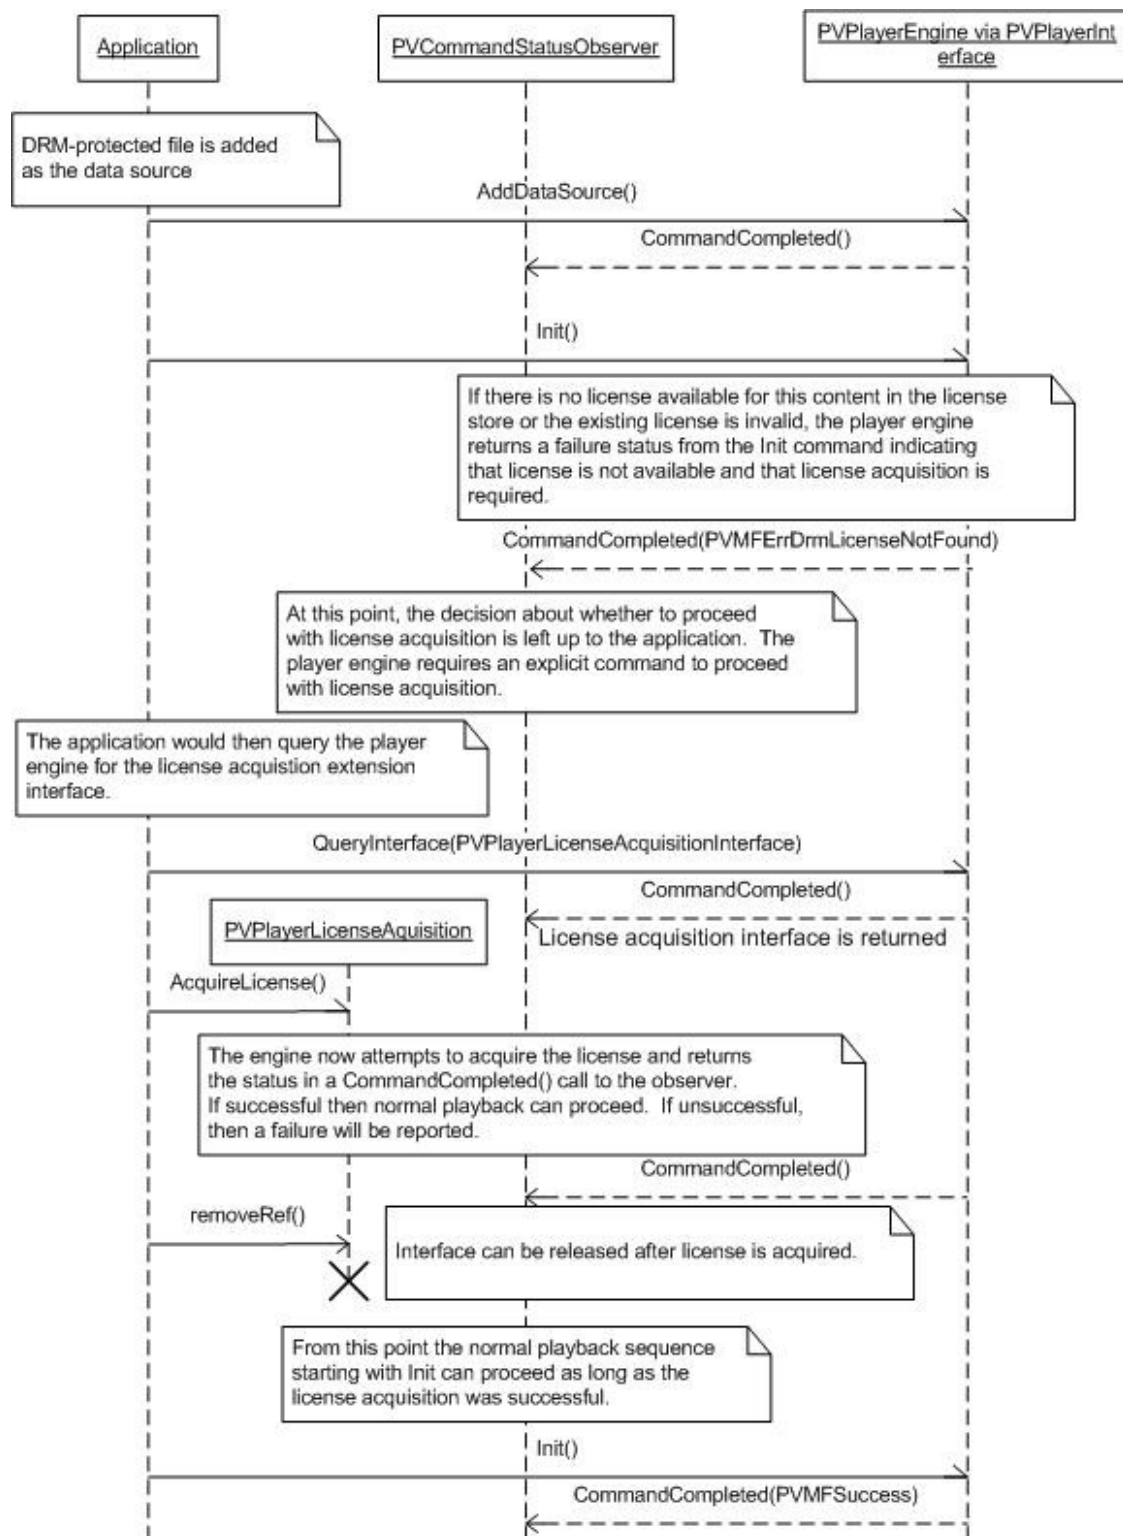 Application
PVCommandStatusObserver
PVPlayerEngine via PVPlayerInt
erface
DRM-protected file is added
as the data source
AddDataSource()
CommandCompleted()
Init()
If there is no license available for this content in the license
store or the existing license is invalid, the player engine
returns a failure status from the Init command indicating
that license is not available and that license acquisition is
required.
CommandCompleted(PVMFErrDrmLicenseNotFound)
At this point, the decision about whether to proceed
with license acquisition is left up to the application.  The
player engine requires an explicit command to proceed
with license acquisition.
The application would then query the player
engine for the license acquistion extension
interface.
QueryInterface(PVPlayerLicenseAcquisitionInterface)
CommandCompleted()
PVPlayerLicenseAquisition
License acquisition interface is returned
AcquireLicense()
The engine now attempts to acquire the license and returns
the status in a CommandCompleted() call to the observer.
If successful then normal playback can proceed.  If unsuccessful,
then a failure will be reported.
CommandCompleted()
removeRef()
Interface can be released after license is acquired.
From this point the normal playback sequence
starting with Init can proceed as long as the
license acquisition was successful.
Init()
CommandCompleted(PVMFSuccess)